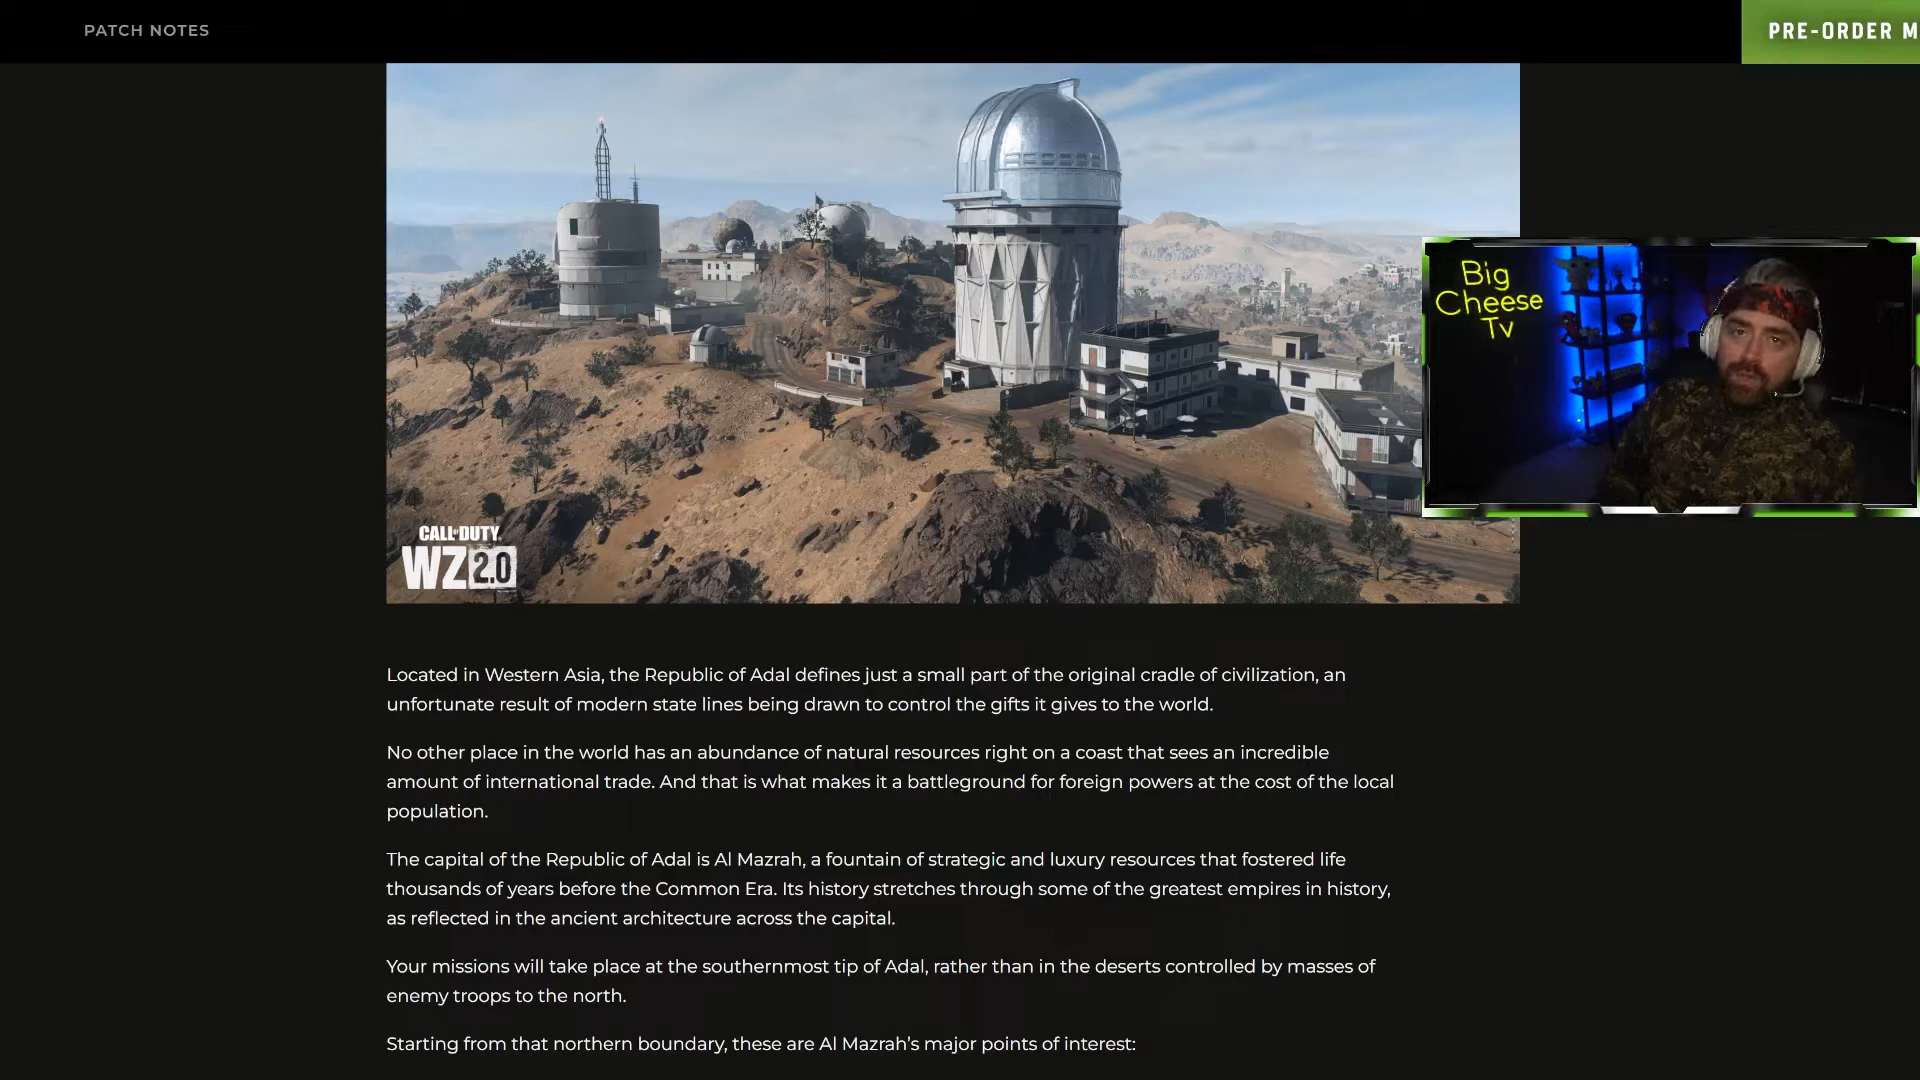 PATCH NOTES
PRE-ORDER M
CALL OF DUTY
WZ 2.0
Big
Cheese
Tv
Located in Western Asia, the Republic of Adal defines just a small part of the original cradle of civilization, an
unfortunate result of modern state lines being drawn to control the gifts it gives to the world.
No other place in the world has an abundance of natural resources right on a coast that sees an incredible
amount of international trade. And that is what makes it a battleground for foreign powers at the cost of the local
population.
The capital of the Republic of Adal is Al Mazrah, a fountain of strategic and luxury resources that fostered life
thousands of years before the Common Era. Its history stretches through some of the greatest empires in history,
as reflected in the ancient architecture across the capital.
Your missions will take place at the southernmost tip of Adal, rather than in the deserts controlled by masses of
enemy troops to the north.
Starting from that northern boundary, these are Al Mazrah’s major points of interest: